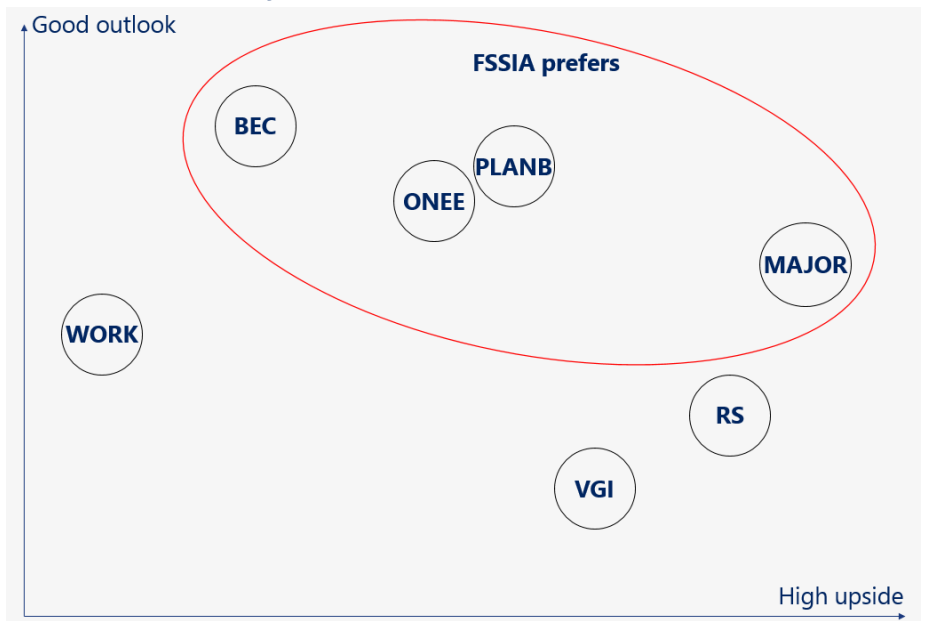 Good outlook
FSSIA prefers
BEC
PLANB
ONEE
MAJOR
WORK
RS
VGI
High upside